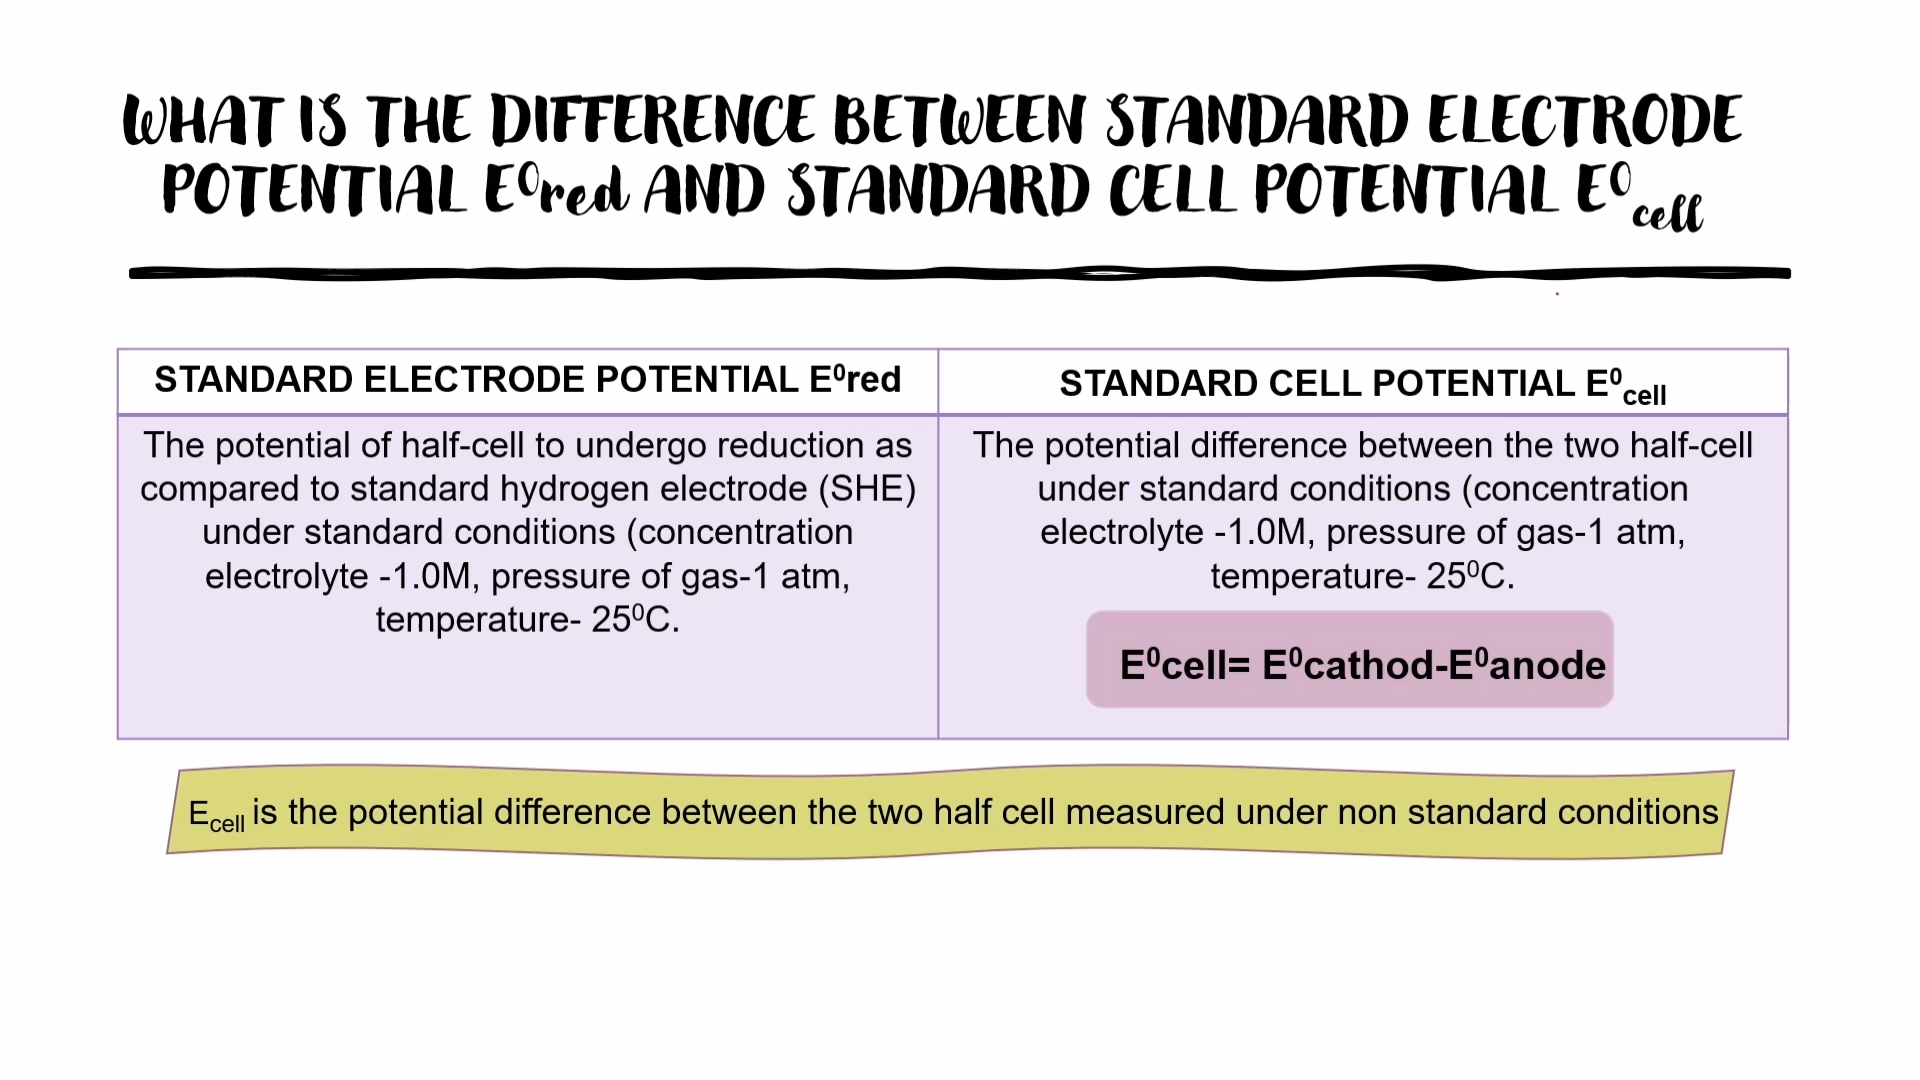 WHAT IS THE DIFFERENCE BETWEEN STANDARD ELECTRODE
POTENTIAL E⁰red AND STANDARD CELL POTENTIAL E⁰cell
STANDARD ELECTRODE POTENTIAL E⁰red
The potential of half-cell to undergo reduction as
compared to standard hydrogen electrode (SHE)
under standard conditions (concentration
electrolyte -1.0M, pressure of gas-1 atm,
temperature- 25⁰C.
STANDARD CELL POTENTIAL E⁰cell
The potential difference between the two half-cell
under standard conditions (concentration
electrolyte -1.0M, pressure of gas-1 atm,
temperature- 25⁰C.
E⁰cell= E⁰cathod-E⁰anode
Ecell is the potential difference between the two half cell measured under non standard conditions